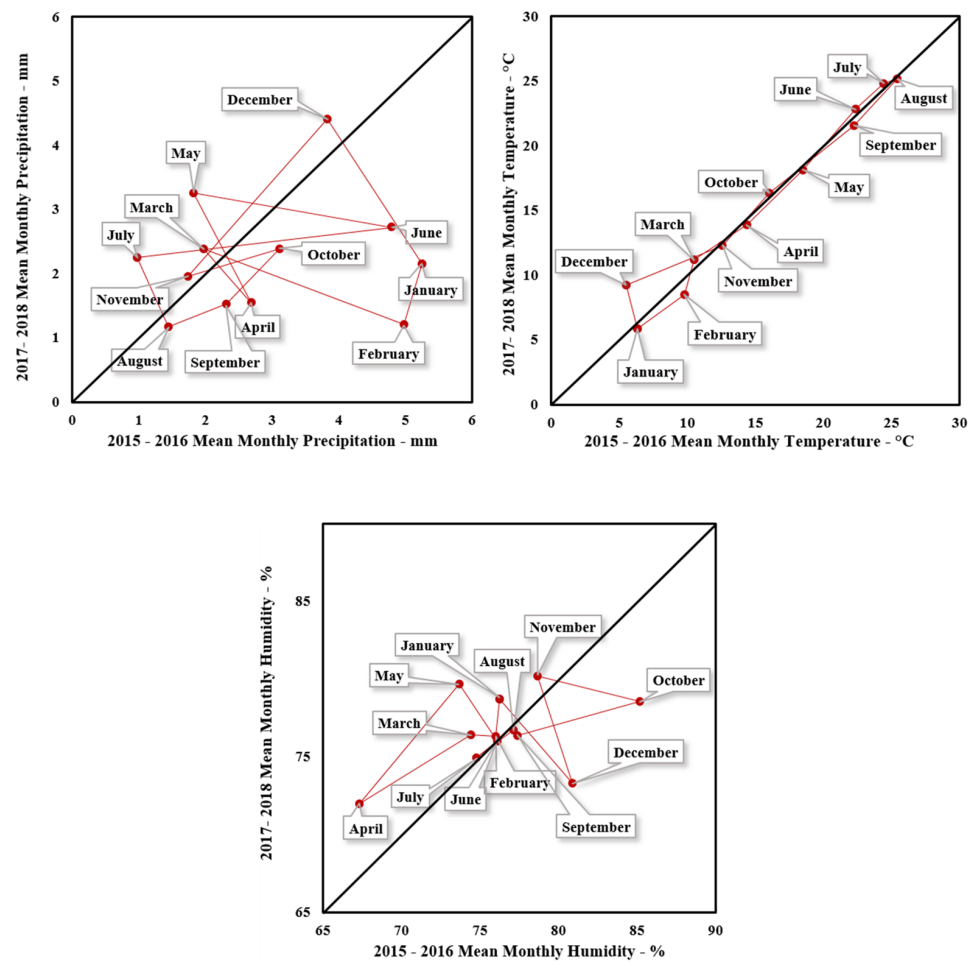 6
5
4
3
2
1
0
2017- 2018 Mean Monthly Precipitation - mm
December
May
March
July
June
October
November
January
April
August
September
February
0 1 2 3 4 5 6
2015 - 2016 Mean Monthly Precipitation - mm
30
25
20
15
10
5
0
2017- 2018 Mean Monthly Temperature - °C
July
June
August
September
October
May
March
April
December
November
February
January
0 5 10 15 20 25 30
2015 - 2016 Mean Monthly Temperature - °C
85
75
65
2017- 2018 Mean Monthly Humidity - %
November
January
August
May
October
March
December
February
July
June
September
April
65 70 75 80 85 90
2015 - 2016 Mean Monthly Humidity - %